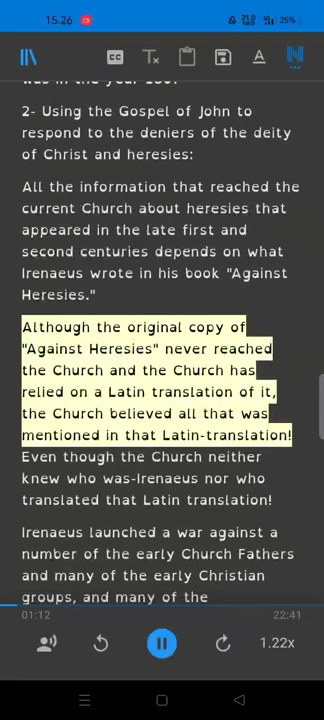 15.26
21.0
KB/S
4G
25%
CC
T×
A
N
2- Using the Gospel of John to
respond to the deniers of the deity
of Christ and heresies:
All the information that reached the
current Church about heresies that
appeared in the late first and
second centuries depends on what
Irenaeus wrote in his book "Against
Heresies."
Although the original copy of
"Against Heresies" never reached
the Church and the Church has
relied on a Latin translation of it,
the Church believed all that was
mentioned in that Latin-translation!
Even though the Church neither
knew who was-Irenaeus nor who
translated that Latin translation!
Irenaeus launched a war against a
number of the early Church Fathers
and many of the early Christian
groups, and many of the
01:12
22:41
1.22x